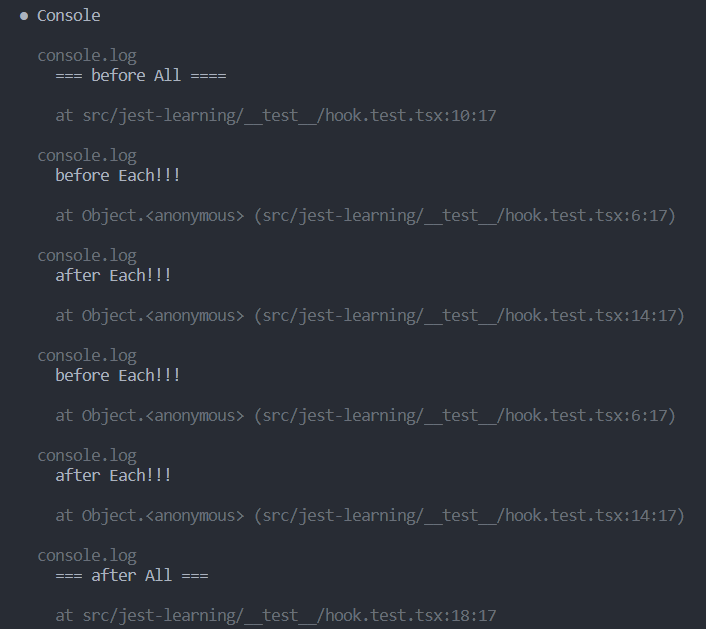 ● Console
console.log
=== before All ====
at src/jest-learning/__test__/hook.test.tsx:10:17
console.log
before Each!!!
at Object.<anonymous> (src/jest-learning/__test__/hook.test.tsx:6:17)
console.log
after Each!!!
at Object.<anonymous> (src/jest-learning/__test__/hook.test.tsx:14:17)
console.log
before Each!!!
at Object.<anonymous> (src/jest-learning/__test__/hook.test.tsx:6:17)
console.log
after Each!!!
at Object.<anonymous> (src/jest-learning/__test__/hook.test.tsx:14:17)
console.log
=== after All ===
at src/jest-learning/__test__/hook.test.tsx:18:17